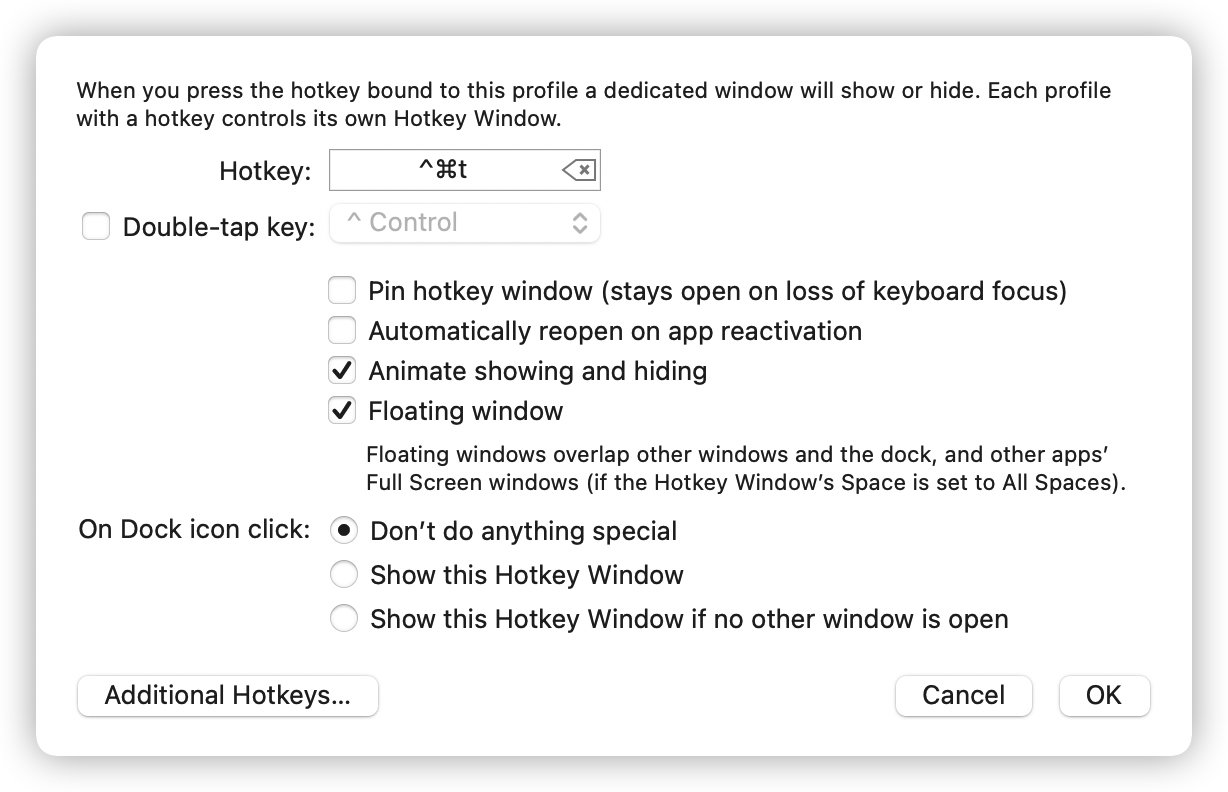 When you press the hotkey bound to this profile a dedicated window will show or hide. Each profile
with a hotkey controls its own Hotkey Window.
Hotkey: ^⌘t
Double-tap key: ^ Control
Pin hotkey window (stays open on loss of keyboard focus)
Automatically reopen on app reactivation
Animate showing and hiding
Floating window
Floating windows overlap other windows and the dock, and other apps’
Full Screen windows (if the Hotkey Window’s Space is set to All Spaces).
On Dock icon click: Don’t do anything special
Show this Hotkey Window
Show this Hotkey Window if no other window is open
Additional Hotkeys... Cancel OK